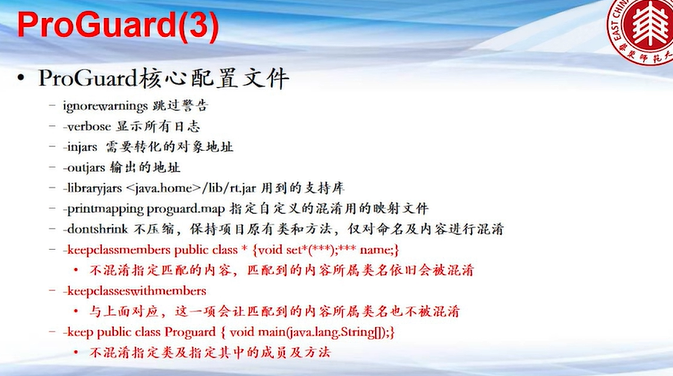 ProGuard(3)
EAST CHINA
華東師範大
• ProGuard核心配置文件
– ignorewarnings 跳过警告
– -verbose 显示所有日志
– -injars 需要转化的对象地址
– -outjars 输出的地址
– -libraryjars <java.home>/lib/rt.jar 用到的支持库
– -printmapping proguard.map 指定自定义的混淆用的映射文件
– -dontshrink 不压缩，保持项目原有类和方法，仅对命名及内容进行混淆
– -keepclassmembers public class * {void set*(***);*** name;}
• 不混淆指定匹配的内容，匹配到的内容所属类名依旧会被混淆
– -keepclasseswithmembers
• 与上面对应，这一项会让匹配到的内容所属类名也不被混淆
– -keep public class Proguard { void main(java.lang.String[]);}
• 不混淆指定类及指定其中的成员及方法